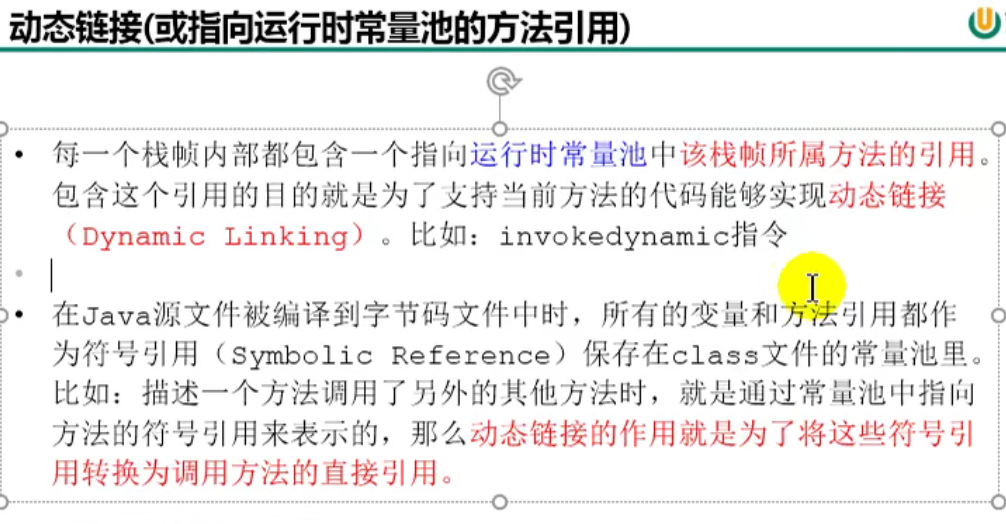 动态链接(或指向运行时常量池的方法引用)
• 每一个栈帧内部都包含一个指向运行时常量池中该栈帧所属方法的引用。
包含这个引用的目的就是为了支持当前方法的代码能够实现动态链接
（Dynamic Linking）。比如：invokedynamic指令
• 在Java源文件被编译到字节码文件中时，所有的变量和方法引用都作
为符号引用（Symbolic Reference）保存在class文件的常量池里。
比如：描述一个方法调用了另外的其他方法时，就是通过常量池中指向
方法的符号引用来表示的，那么动态链接的作用就是为了将这些符号引
用转换为调用方法的直接引用。